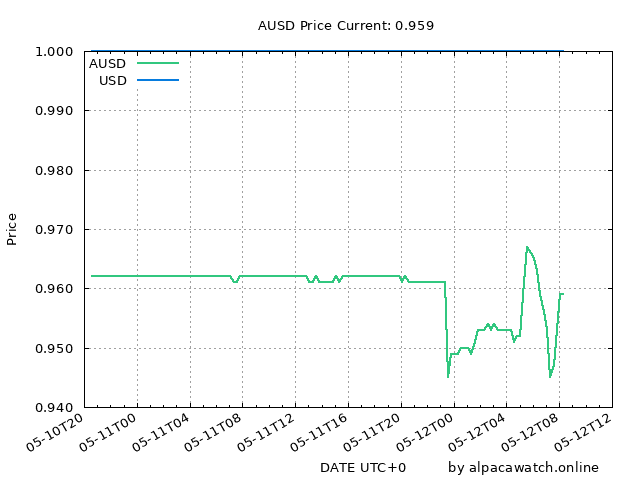 AUSD Price Current: 0.959
1.000
0.990
0.980
0.970
0.960
0.950
0.940
Price
AUSD
USD
05-10T20
05-11T00
05-11T04
05-11T08
05-11T12
05-11T16
05-11T20
05-12T00
05-12T04
05-12T08
05-12T12
DATE UTC+0
by alpacawatch.online